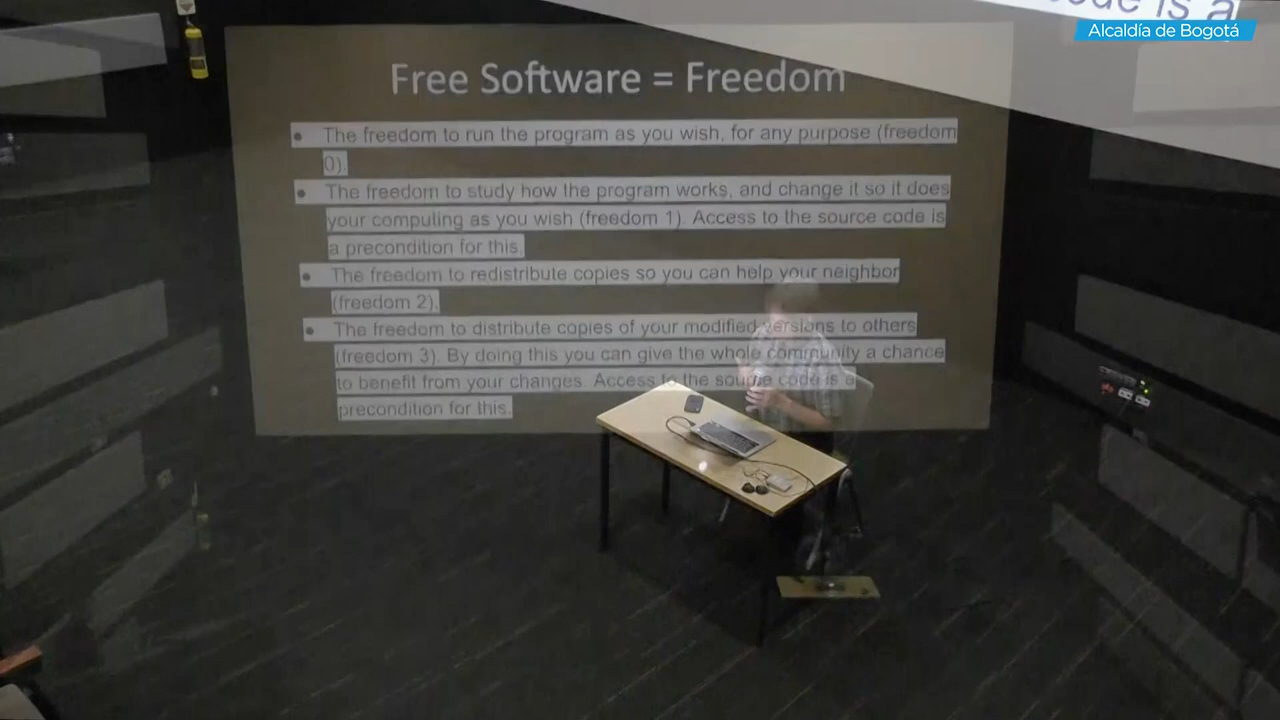 code is a
Alcaldía de Bogotá
Free Software = Freedom
• The freedom to run the program as you wish, for any purpose (freedom
0).
• The freedom to study how the program works, and change it so it does
your computing as you wish (freedom 1). Access to the source code is
a precondition for this.
• The freedom to redistribute copies so you can help your neighbor
(freedom 2).
• The freedom to distribute copies of your modified versions to others
(freedom 3). By doing this you can give the whole community a chance
to benefit from your changes. Access to the source code is a
precondition for this.